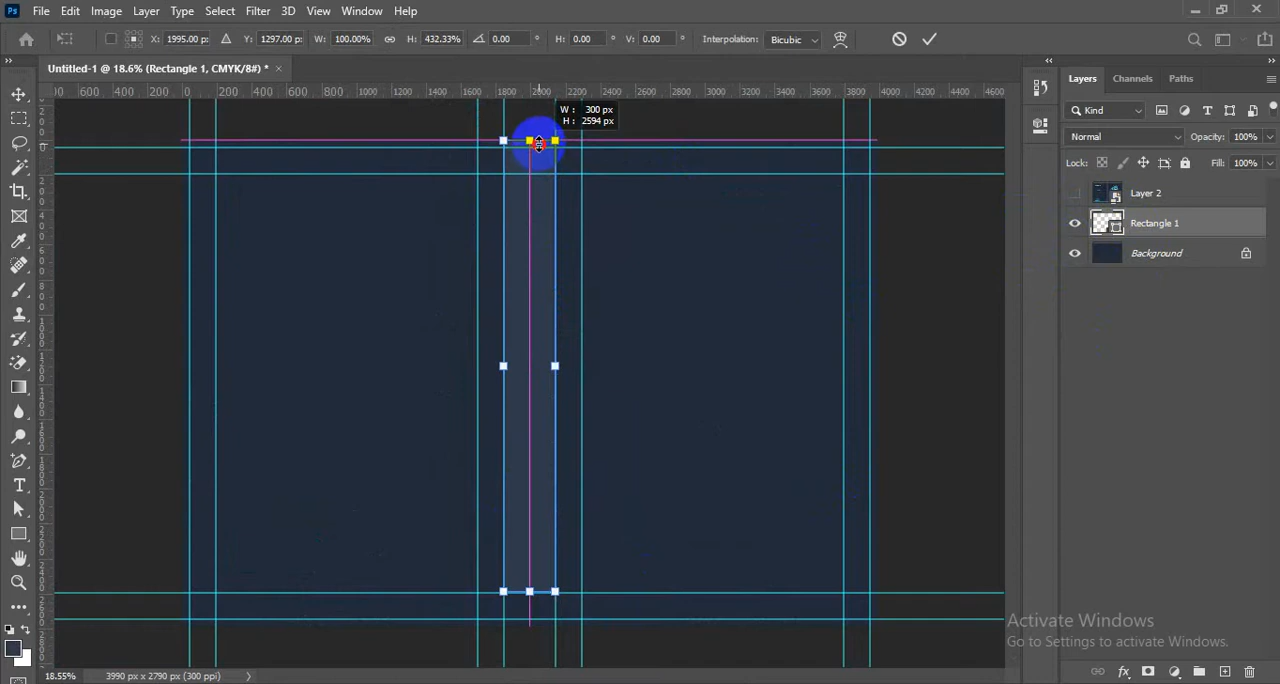 Ps File Edit Image Layer Type Select Filter 3D View Window Help
X: 1995.00 p: Y: 1297.00 p: W: 100.00% H: 432.33% 0.00 ° H: 0.00 ° V: 0.00 ° Interpolation: Bicubic
Untitled-1 @ 18.6% (Rectangle 1, CMYK/8#) * ×
Layers Channels Paths
800 600 400 200 0 200 400 600 800 1000 1200 1400 1600 1800 2000 2200 2400 2600 2800 3000 3200 3400 3600 3800 4000 4200 4400 4600
W : 300 px
H : 2594 px
Kind
Normal Opacity: 100%
Lock: Fill: 100%
Layer 2
Rectangle 1
Background
Activate Windows
Go to Settings to activate Windows.
18.55% 3990 px x 2790 px (300 ppi)